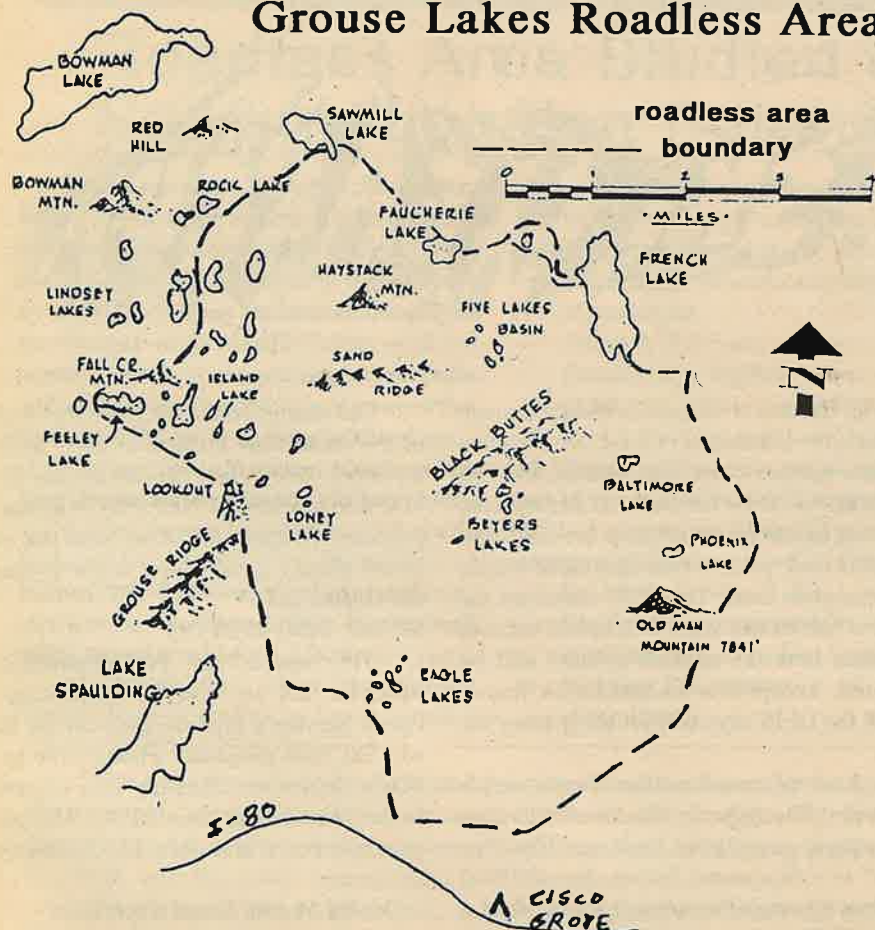 Grouse Lakes Roadless Area
BOWMAN
LAKE
RED
HILL
SAWMILL
LAKE
roadless area
boundary
0 1 2 3 4
·MILES·
BOWMAN
MTN.
ROCK LAKE
FAUCHERIE
LAKE
FRENCH
LAKE
HAYSTACK
MTN.
LINDSEY
LAKES
FIVE LAKES
BASIN
N
FALL CR.
MTN.
ISLAND
LAKE
SAND
RIDGE
FEELEY
LAKE
BLACK BUTTES
LOOKOUT
LONEY
LAKE
BEYERS
LAKES
BALTIMORE
LAKE
PHOENIX
LAKE
GROUSE RIDGE
OLD MAN
MOUNTAIN 7841'
LAKE
SPAULDING
EAGLE
LAKES
I-80
CISCO
GROVE